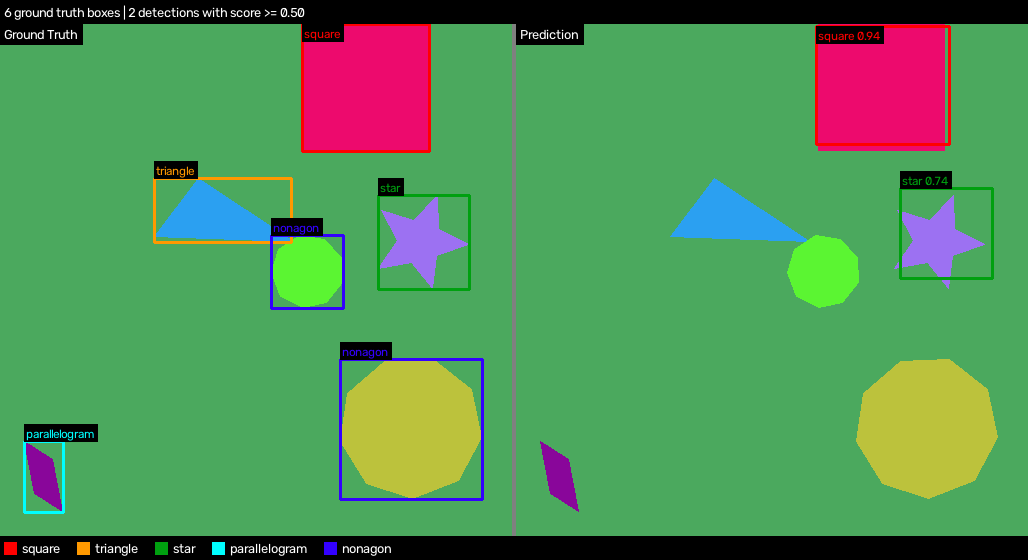 6 ground truth boxes | 2 detections with score >= 0.50
Ground Truth
Prediction
square
square 0.94
triangle
star
star 0.74
nonagon
nonagon
parallelogram
square
triangle
star
parallelogram
nonagon